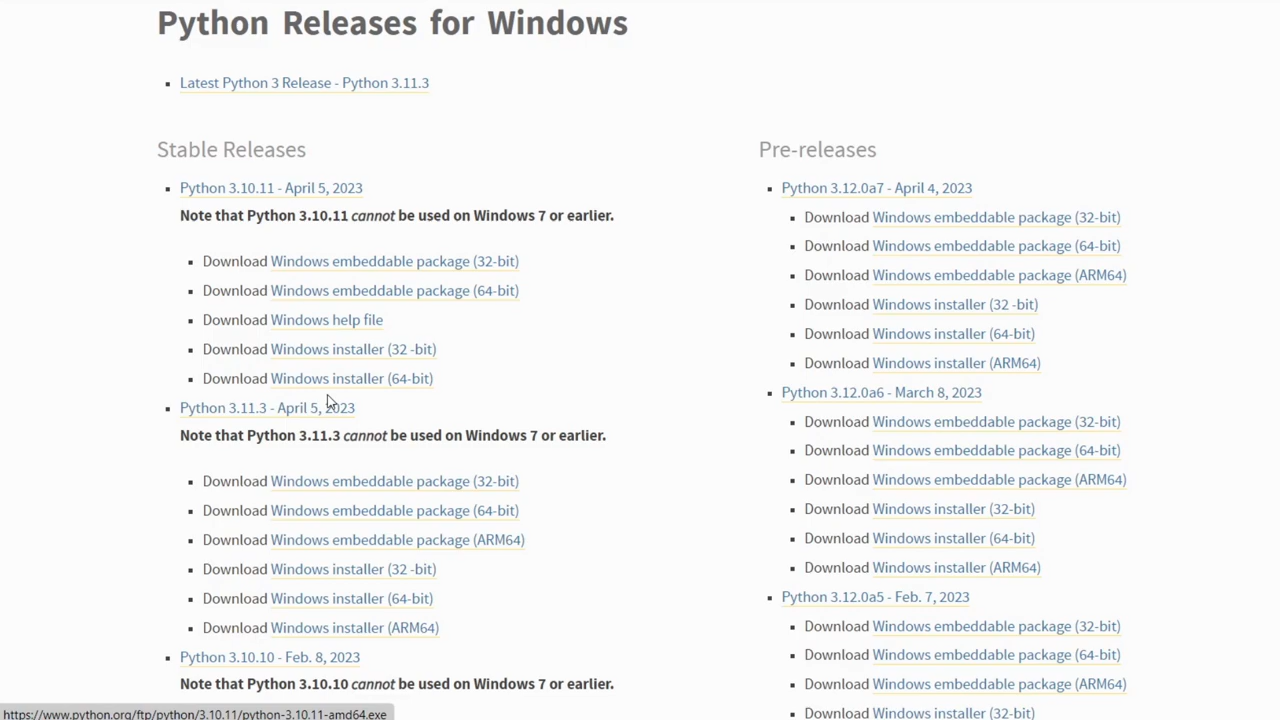 Python Releases for Windows
Latest Python 3 Release - Python 3.11.3
Stable Releases
Python 3.10.11 - April 5, 2023
Note that Python 3.10.11 cannot be used on Windows 7 or earlier.
Download Windows embeddable package (32-bit)
Download Windows embeddable package (64-bit)
Download Windows help file
Download Windows installer (32 -bit)
Download Windows installer (64-bit)
Python 3.11.3 - April 5, 2023
Note that Python 3.11.3 cannot be used on Windows 7 or earlier.
Download Windows embeddable package (32-bit)
Download Windows embeddable package (64-bit)
Download Windows embeddable package (ARM64)
Download Windows installer (32 -bit)
Download Windows installer (64-bit)
Download Windows installer (ARM64)
Python 3.10.10 - Feb. 8, 2023
Note that Python 3.10.10 cannot be used on Windows 7 or earlier.
Pre-releases
Python 3.12.0a7 - April 4, 2023
Download Windows embeddable package (32-bit)
Download Windows embeddable package (64-bit)
Download Windows embeddable package (ARM64)
Download Windows installer (32 -bit)
Download Windows installer (64-bit)
Download Windows installer (ARM64)
Python 3.12.0a6 - March 8, 2023
Download Windows embeddable package (32-bit)
Download Windows embeddable package (64-bit)
Download Windows embeddable package (ARM64)
Download Windows installer (32-bit)
Download Windows installer (64-bit)
Download Windows installer (ARM64)
Python 3.12.0a5 - Feb. 7, 2023
Download Windows embeddable package (32-bit)
Download Windows embeddable package (64-bit)
Download Windows embeddable package (ARM64)
Download Windows installer (32-bit)
https://www.python.org/ftp/python/3.10.11/python-3.10.11-amd64.exe